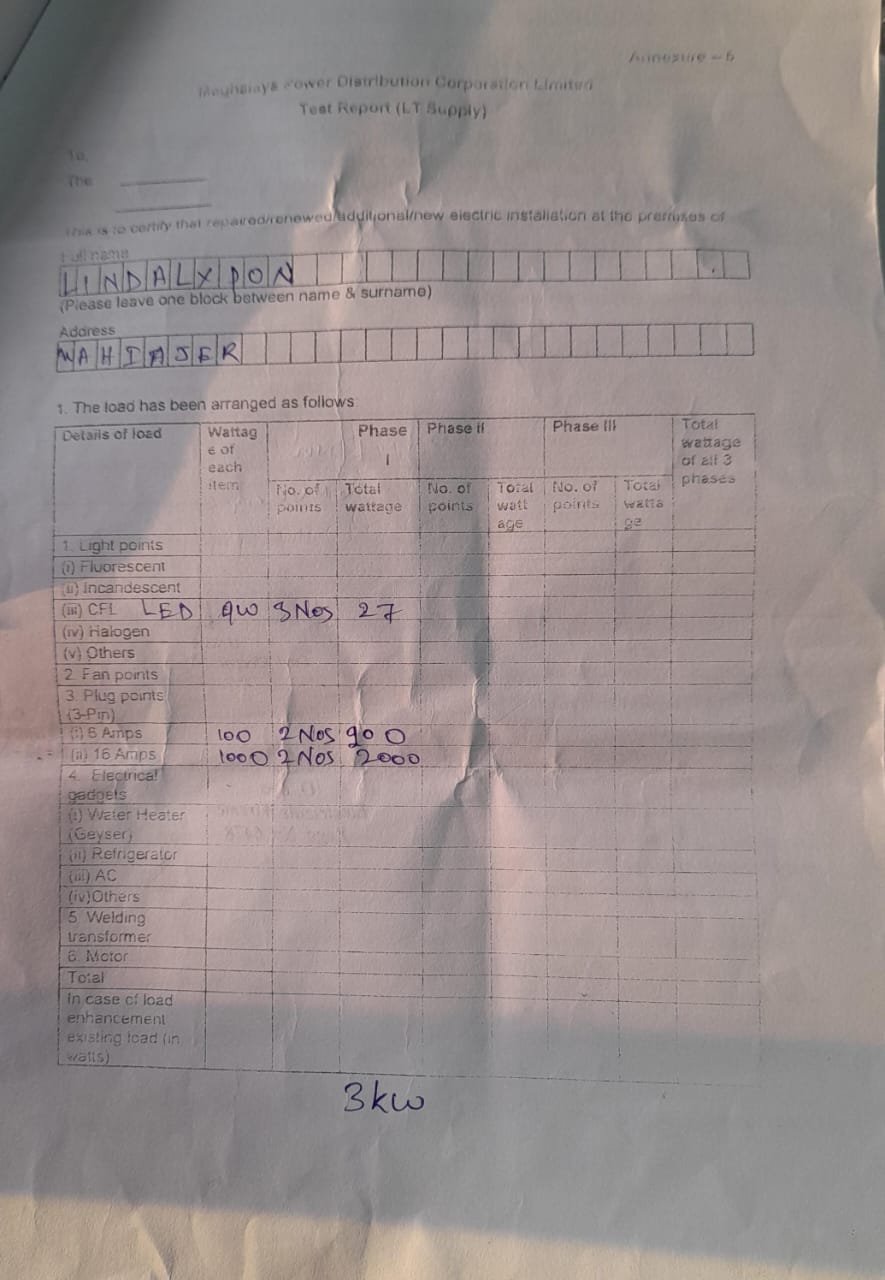 Annexure – 6
Meghalaya Power Distribution Corporation Limited
Test Report (LT Supply)
To,
The
This is to certify that repaired/renewed/additional/new electric installation at the premises of
Full name
LINDALX PON
(Please leave one block between name & surname)
Address
WAHIAJER
1. The load has been arranged as follows
Details of load Wattag e of each item Phase I Phase II Phase III Total wattage of all 3 phases
No. of points Total wattage No. of points Total watt age No. of points Total watta ge
1. Light points
(i) Fluorescent
(ii) Incandescent
(iii) CFL LED 9W 3Nos 27
(iv) Halogen
(v) Others
2. Fan points
3. Plug points
(3-Pin)
(i) 6 Amps 100 2Nos 900
(ii) 16 Amps 1000 2Nos 2000
4. Electrical
gadgets
(i) Water Heater
(Geyser)
(ii) Refrigerator
(iii) AC
(iv)Others
5. Welding
transformer
6. Motor
Total
In case of load
enhancement
existing load (in
watts)
3kw